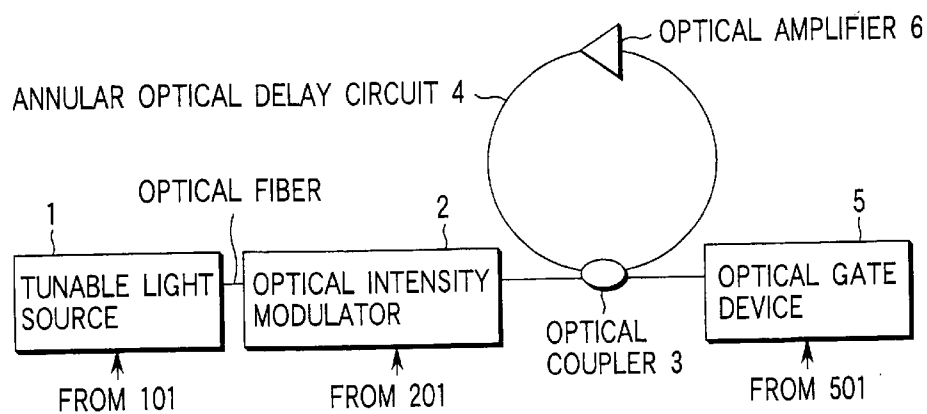 OPTICAL AMPLIFIER 6
ANNULAR OPTICAL DELAY CIRCUIT 4
OPTICAL FIBER
1
2
5
TUNABLE LIGHT
SOURCE
OPTICAL INTENSITY
MODULATOR
OPTICAL
COUPLER 3
OPTICAL GATE
DEVICE
FROM 101
FROM 201
FROM 501